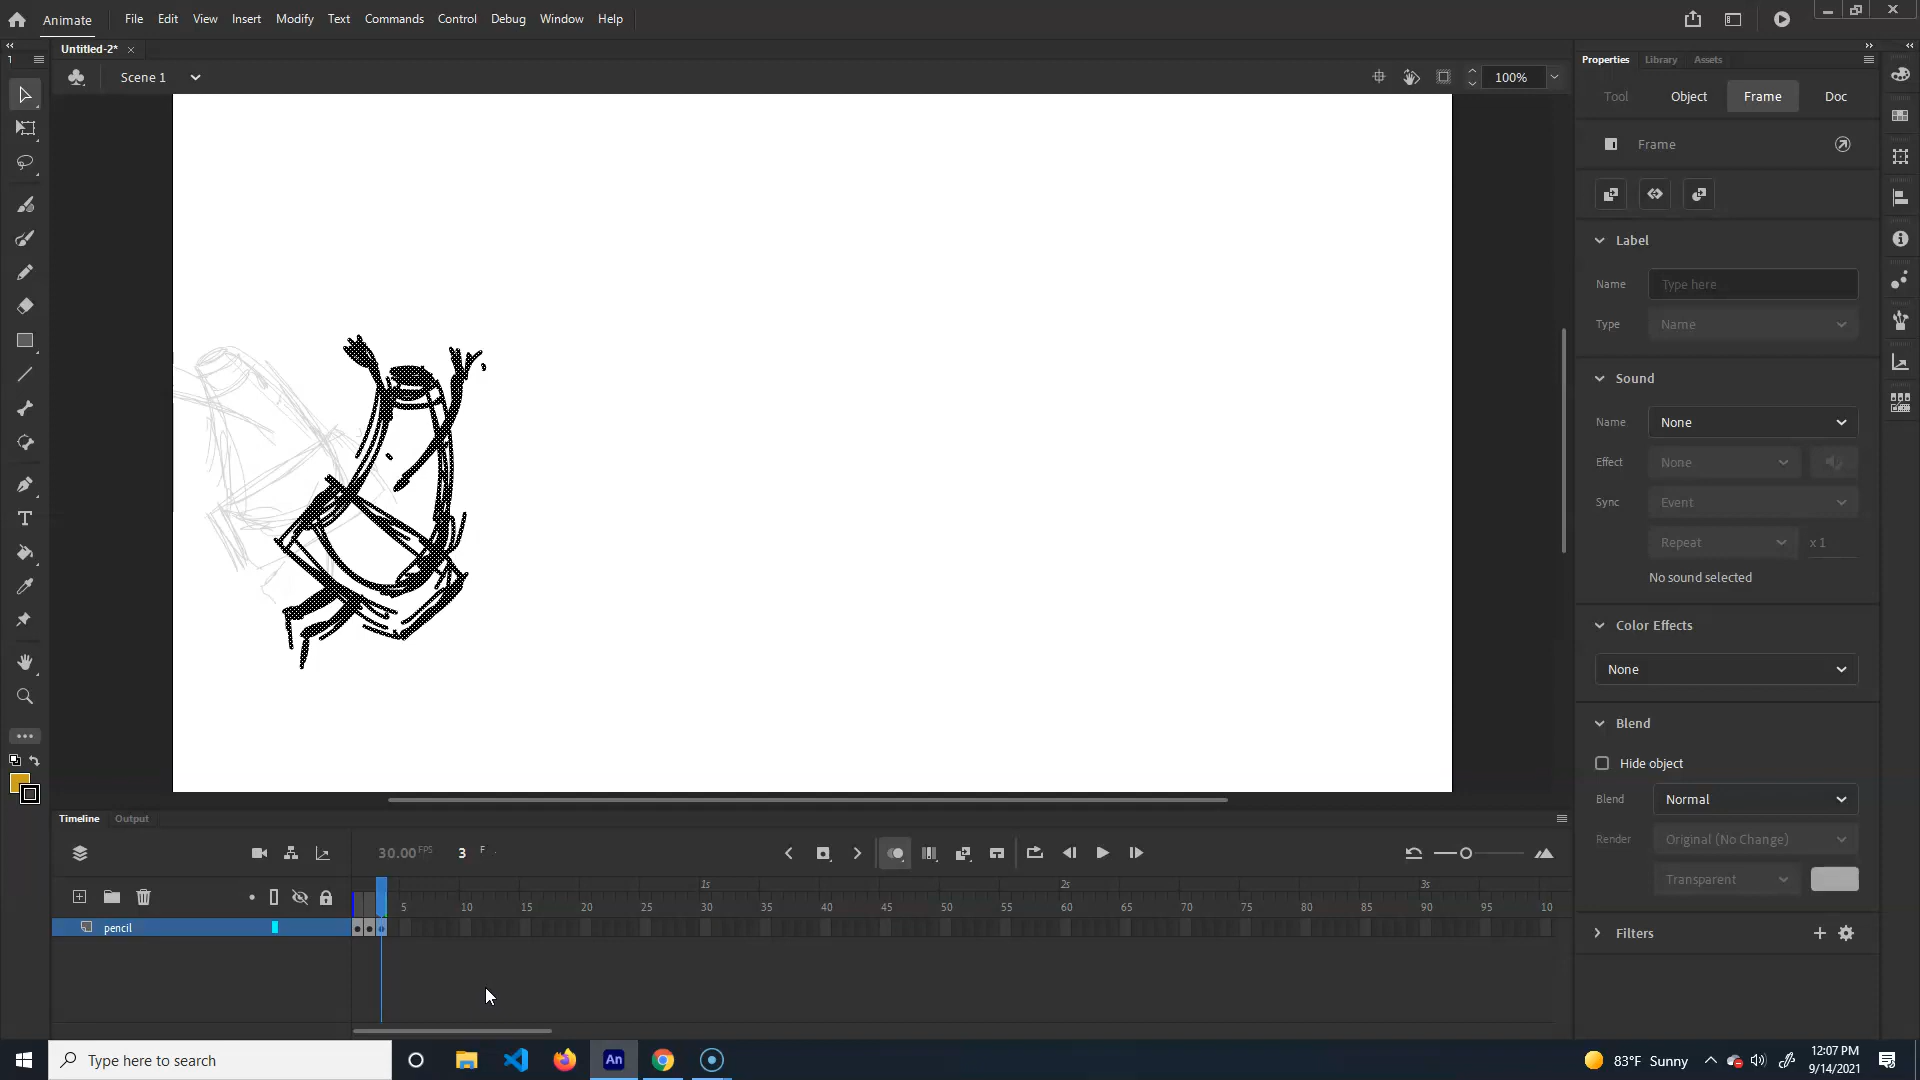 Animate File Edit View Insert Modify Text Commands Control Debug Window Help
Untitled-2*
Scene 1 100%
Properties Library Assets
Tool Object Frame Doc
Frame
Label
Name Type here
Type Name
Sound
Name None
Effect None
Sync Event
Repeat x 1
No sound selected
Color Effects
None
Blend
Hide object
Blend Normal
Render Original (No Change)
Transparent
Filters
Timeline Output
30.00 FPS 3 F
1s 2s 3s
5 10 15 20 25 30 35 40 45 50 55 60 65 70 75 80 85 90 95 10
pencil
Type here to search
An
83°F Sunny
12:07 PM
9/14/2021